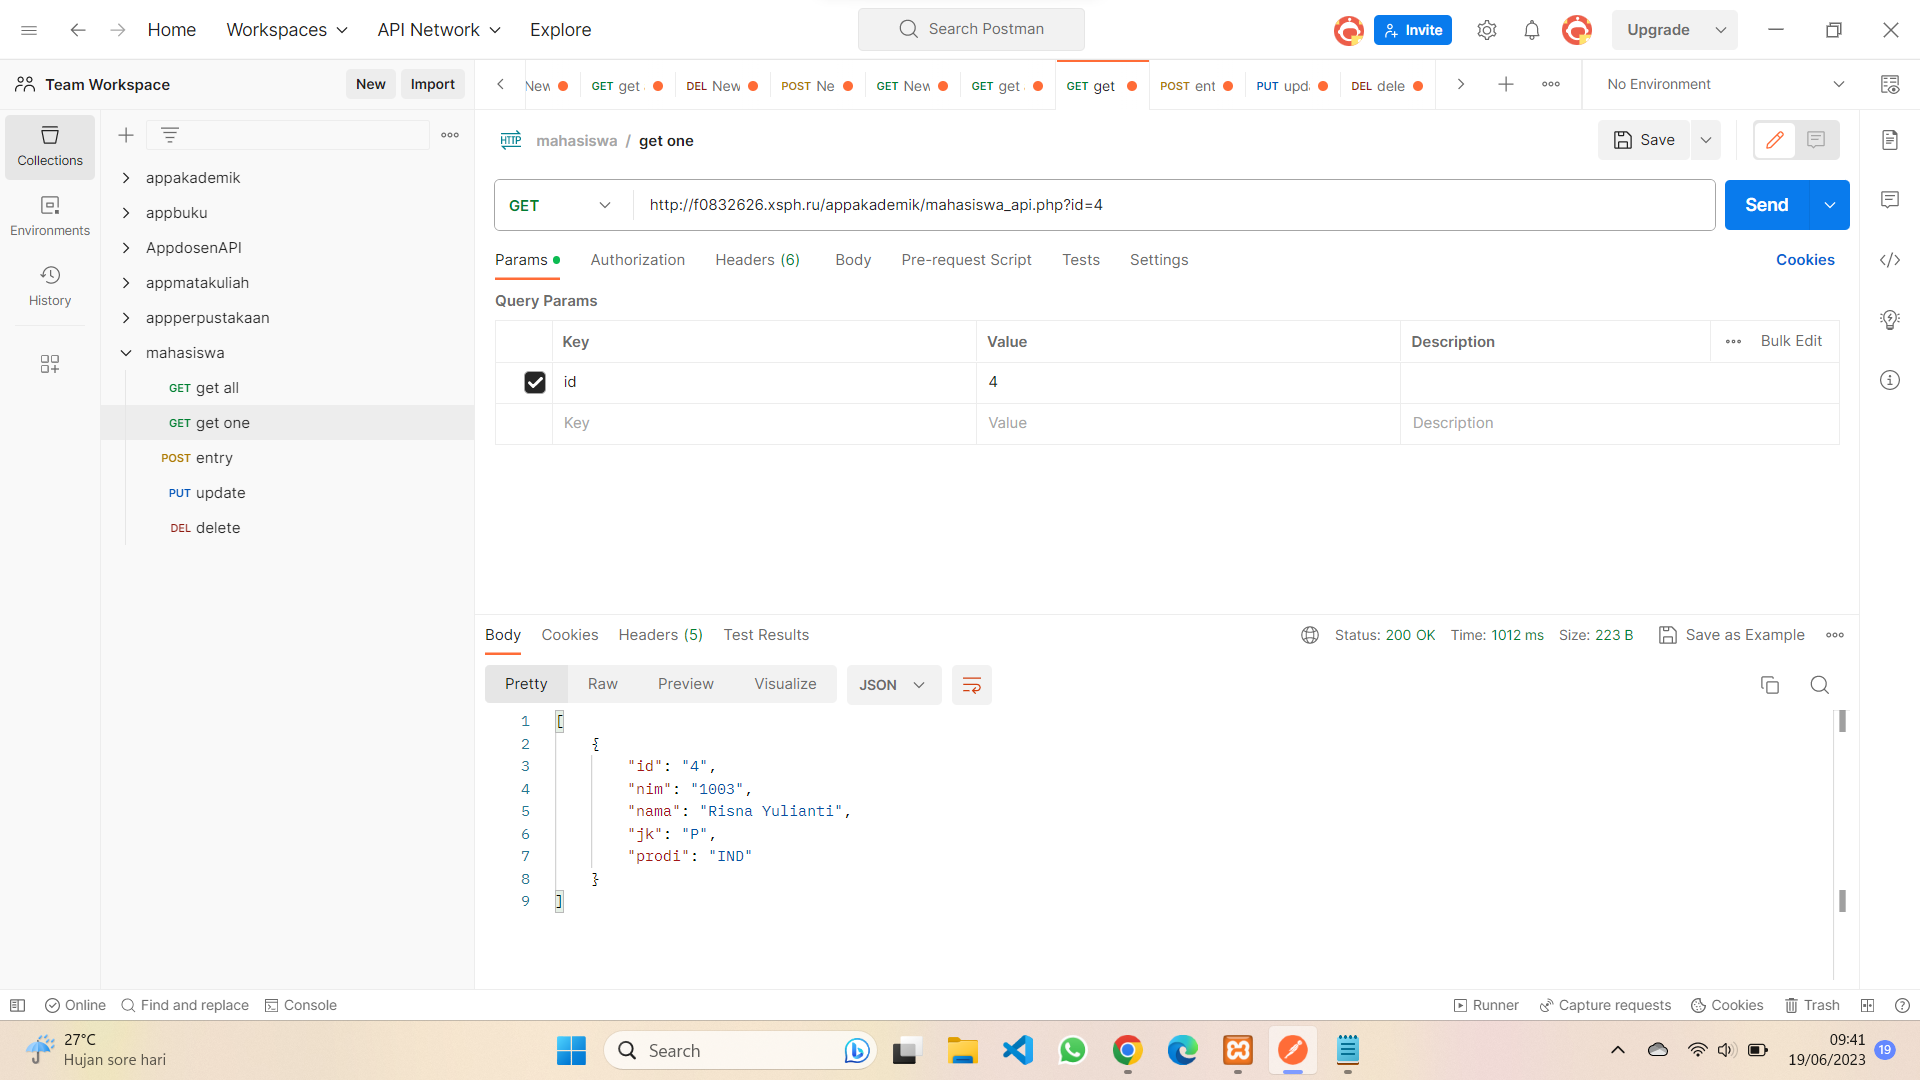 Home
Workspaces
API Network
Explore
Search Postman
Invite
Upgrade
Team Workspace
New
Import
New
GET get
DEL New
POST Ne
GET New
GET get
GET get
POST ent
PUT upda
DEL dele
No Environment
Collections
Environments
History
appakademik
appbuku
AppdosenAPI
appmatakuliah
appperpustakaan
mahasiswa
GET get all
GET get one
POST entry
PUT update
DEL delete
HTTP mahasiswa / get one
Save
GET
http://f0832626.xsph.ru/appakademik/mahasiswa_api.php?id=4
Send
Params
Authorization
Headers (6)
Body
Pre-request Script
Tests
Settings
Cookies
Query Params
Key
Value
Description
Bulk Edit
id
4
Key
Value
Description
Body
Cookies
Headers (5)
Test Results
Status: 200 OK
Time: 1012 ms
Size: 223 B
Save as Example
Pretty
Raw
Preview
Visualize
JSON
1 [
2 {
3 "id": "4",
4 "nim": "1003",
5 "nama": "Risna Yulianti",
6 "jk": "P",
7 "prodi": "IND"
8 }
9 ]
Online
Find and replace
Console
Runner
Capture requests
Cookies
Trash
27°C
Hujan sore hari
Search
09:41
19/06/2023
19